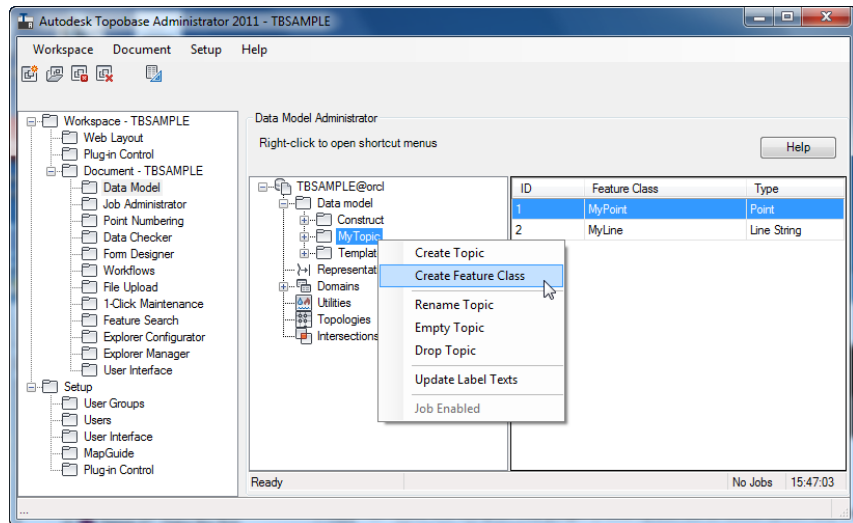 Autodesk Topobase Administrator 2011 - TBSAMPLE
Workspace Document Setup Help
Workspace - TBSAMPLE
Web Layout
Plug-in Control
Document - TBSAMPLE
Data Model
Job Administrator
Point Numbering
Data Checker
Form Designer
Workflows
File Upload
1-Click Maintenance
Feature Search
Explorer Configurator
Explorer Manager
User Interface
Setup
User Groups
Users
User Interface
MapGuide
Plug-in Control
Data Model Administrator
Right-click to open shortcut menus
Help
TBSAMPLE@orcl
Data model
Construct
MyTopic
Templat
Representat
Domains
Utilities
Topologies
Intersections
Create Topic
Create Feature Class
Rename Topic
Empty Topic
Drop Topic
Update Label Texts
Job Enabled
ID Feature Class Type
1 MyPoint Point
2 MyLine Line String
Ready No Jobs 15:47:03
...